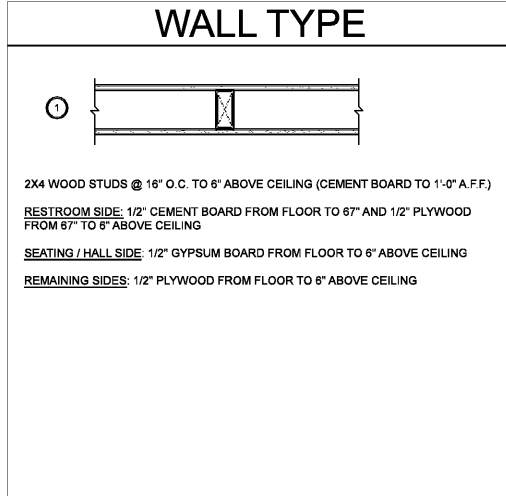 WALL TYPE
1
2X4 WOOD STUDS @ 16" O.C. TO 6" ABOVE CEILING (CEMENT BOARD TO 1'-0" A.F.F.)
RESTROOM SIDE: 1/2" CEMENT BOARD FROM FLOOR TO 67" AND 1/2" PLYWOOD
FROM 67" TO 6" ABOVE CEILING
SEATING / HALL SIDE: 1/2" GYPSUM BOARD FROM FLOOR TO 6" ABOVE CEILING
REMAINING SIDES: 1/2" PLYWOOD FROM FLOOR TO 6" ABOVE CEILING